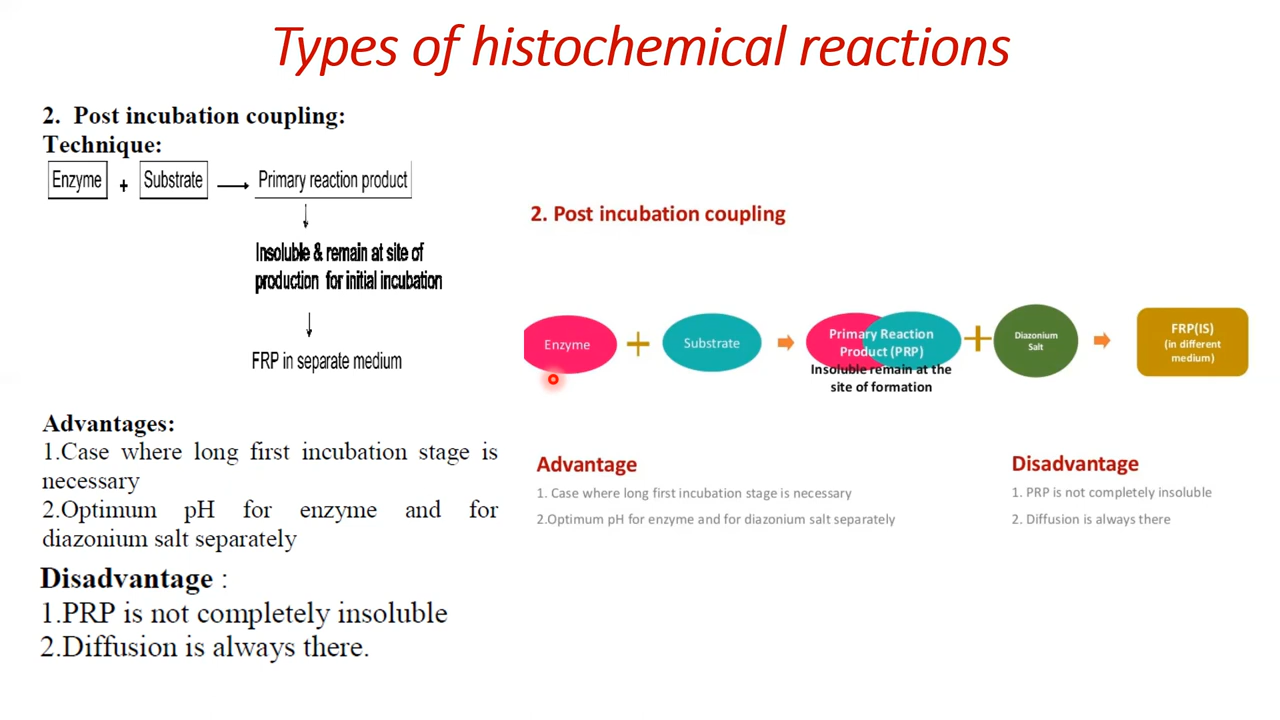 Types of histochemical reactions
2. Post incubation coupling:
Technique:
Enzyme + Substrate Primary reaction product
Insoluble & remain at site of
production for initial incubation
FRP in separate medium
Advantages:
1.Case where long first incubation stage is
necessary
2.Optimum pH for enzyme and for
diazonium salt separately
Disadvantage :
1.PRP is not completely insoluble
2.Diffusion is always there.
2. Post incubation coupling
Enzyme
+
Substrate
Primary Reaction
Product (PRP)
Insoluble remain at the
site of formation
+
Diazonium
Salt
FRP(IS)
(in different
medium)
Advantage
1. Case where long first incubation stage is necessary
2.Optimum pH for enzyme and for diazonium salt separately
Disadvantage
1. PRP is not completely insoluble
2. Diffusion is always there